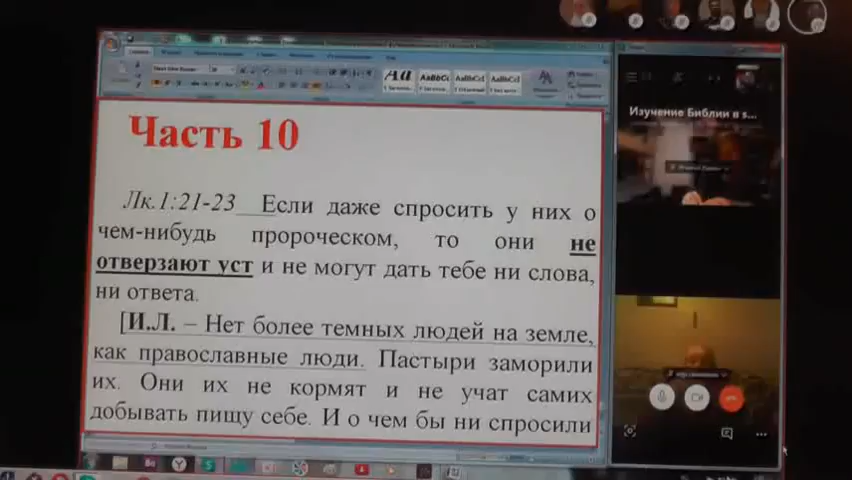 Часть 10
Лк.1:21-23 Если даже спросить у них о
чем-нибудь пророческом, то они не
отверзают уст и не могут дать тебе ни слова,
ни ответа.
[И.Л. – Нет более темных людей на земле,
как православные люди. Пастыри заморили
их. Они их не кормят и не учат самих
добывать пищу себе. И о чем бы ни спросили
Изучение Библии в s...